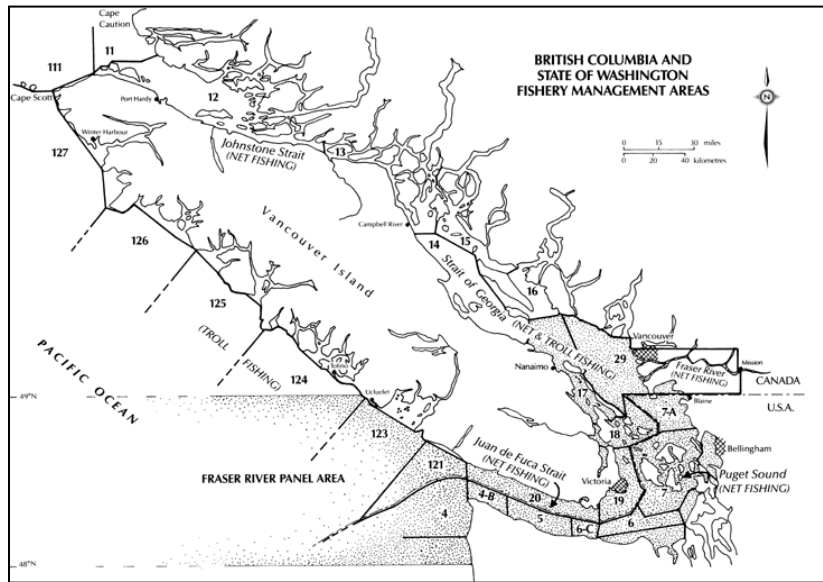 Cape
Caution
BRITISH COLUMBIA AND
STATE OF WASHINGTON
FISHERY MANAGEMENT AREAS
N
0 15 30 miles
0 20 40 kilometres
111
11
Cape Scott
12
Port Hardy
Winter Harbour
127
Johnstone Strait
(NET FISHING)
13
126
Vancouver Island
Campbell River
14
15
16
Strait of Georgia
(NET & TROLL FISHING)
125
(TROLL FISHING)
PACIFIC OCEAN
124
Tofino
Ucluelet
Vancouver
29
Fraser River
(NET FISHING)
Mission
Nanaimo
17
CANADA
U.S.A.
Blaine
7-A
49°N
123
18
Bellingham
121
Juan de Fuca Strait
(NET FISHING)
FRASER RIVER PANEL AREA
Victoria
Puget Sound
(NET FISHING)
7
4-B
20
19
4
5
6-C
6
48°N